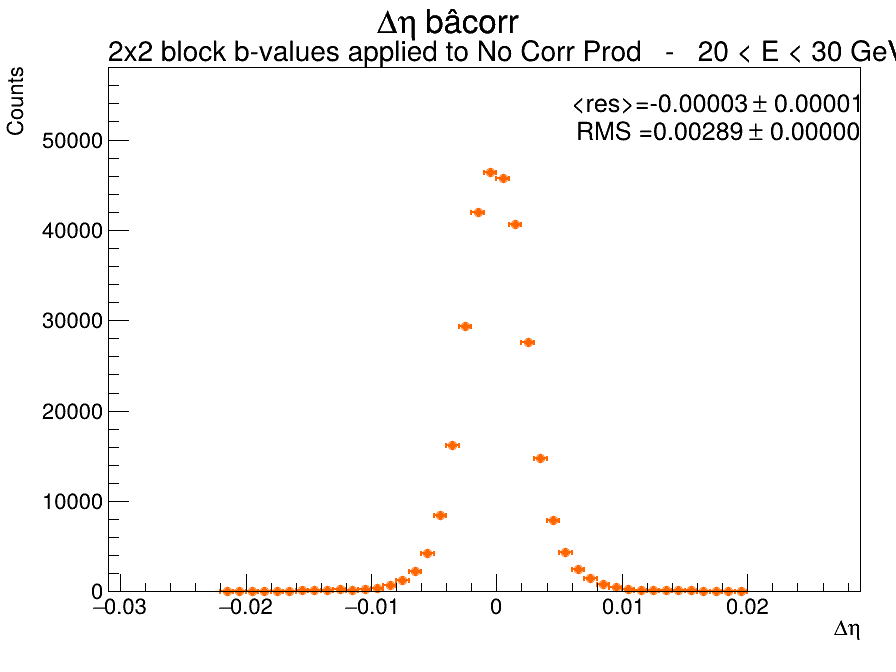 Δη bâcorr
2x2 block b-values applied to No Corr Prod - 20 < E < 30 GeV
Counts
<res>=-0.00003 ± 0.00001
RMS =0.00289 ± 0.00000
50000
40000
30000
20000
10000
0
−0.03 −0.02 −0.01 0 0.01 0.02
Δη